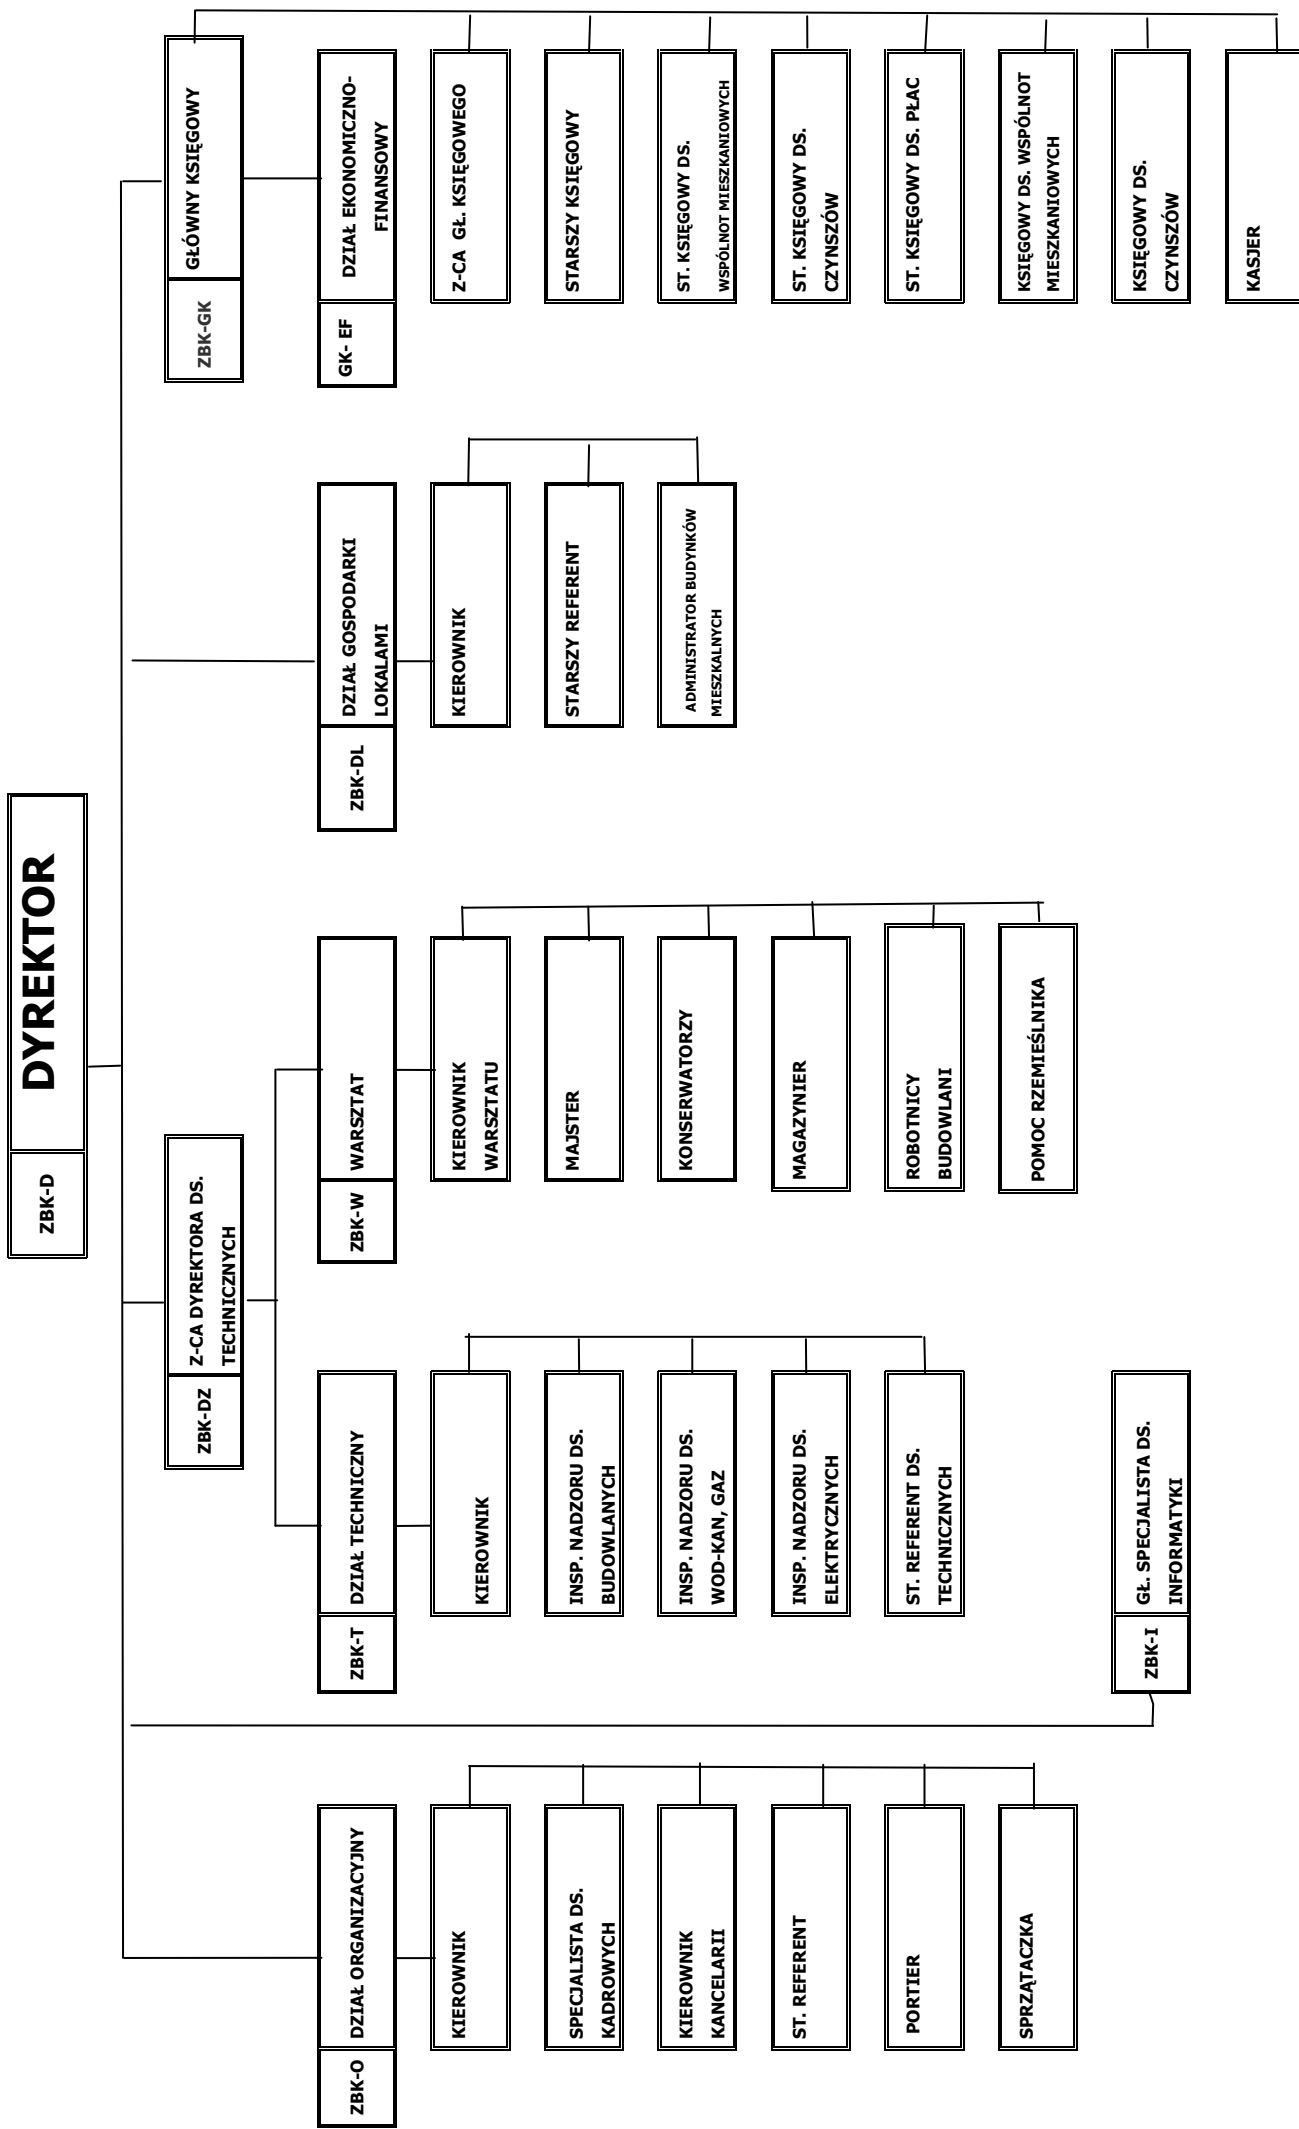 ZBK-D
DYREKTOR
ZBK-DZ
Z-CA DYREKTORA DS.
TECHNICZNYCH
ZBK-GK
GŁÓWNY KSIĘGOWY
ZBK-O
DZIAŁ ORGANIZACYJNY
KIEROWNIK
SPECJALISTA DS.
KADROWYCH
KIEROWNIK
KANCELARII
ST. REFERENT
PORTIER
SPRZĄTACZKA
ZBK-T
DZIAŁ TECHNICZNY
KIEROWNIK
INSP. NADZORU DS.
BUDOWLANYCH
INSP. NADZORU DS.
WOD-KAN, GAZ
INSP. NADZORU DS.
ELEKTRYCZNYCH
ST. REFERENT DS.
TECHNICZNYCH
ZBK-I
GŁ. SPECJALISTA DS.
INFORMATYKI
ZBK-W
WARSZTAT
KIEROWNIK
WARSZTATU
MAJSTER
KONSERWATORZY
MAGAZYNIER
ROBOTNICY
BUDOWLANI
POMOC RZEMIEŚLNIKA
ZBK-DL
DZIAŁ GOSPODARKI
LOKALAMI
KIEROWNIK
STARSZY REFERENT
ADMINISTRATOR BUDYNKÓW
MIESZKALNYCH
GK- EF
DZIAŁ EKONOMICZNO-
FINANSOWY
Z-CA GŁ. KSIĘGOWEGO
STARSZY KSIĘGOWY
ST. KSIĘGOWY DS.
WSPÓLNOT MIESZKANIOWYCH
ST. KSIĘGOWY DS.
CZYNSZÓW
ST. KSIĘGOWY DS. PŁAC
KSIĘGOWY DS. WSPÓLNOT
MIESZKANIOWYCH
KSIĘGOWY DS.
CZYNSZÓW
KASJER